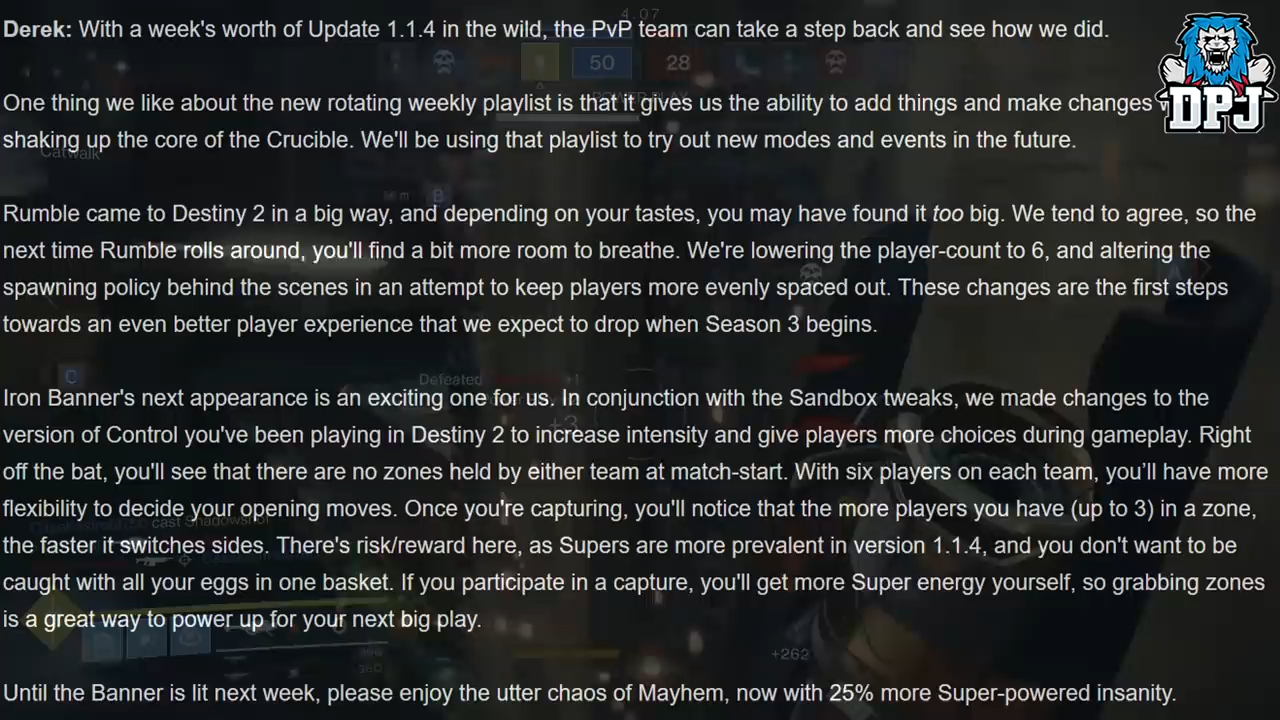 4:07
Derek: With a week's worth of Update 1.1.4 in the wild, the PvP team can take a step back and see how we did.
50 28
DPJ
One thing we like about the new rotating weekly playlist is that it gives us the ability to add things and make changes
shaking up the core of the Crucible. We'll be using that playlist to try out new modes and events in the future.
Catwalk
B
Rumble came to Destiny 2 in a big way, and depending on your tastes, you may have found it too big. We tend to agree, so the
next time Rumble rolls around, you'll find a bit more room to breathe. We're lowering the player-count to 6, and altering the
spawning policy behind the scenes in an attempt to keep players more evenly spaced out. These changes are the first steps
towards an even better player experience that we expect to drop when Season 3 begins.
C
Defeated +1
Iron Banner's next appearance is an exciting one for us. In conjunction with the Sandbox tweaks, we made changes to the
+3
version of Control you've been playing in Destiny 2 to increase intensity and give players more choices during gameplay. Right
off the bat, you'll see that there are no zones held by either team at match-start. With six players on each team, you’ll have more
flexibility to decide your opening moves. Once you're capturing, you'll notice that the more players you have (up to 3) in a zone,
cast Shadowshot
the faster it switches sides. There's risk/reward here, as Supers are more prevalent in version 1.1.4, and you don't want to be
caught with all your eggs in one basket. If you participate in a capture, you'll get more Super energy yourself, so grabbing zones
is a great way to power up for your next big play.
+262
Until the Banner is lit next week, please enjoy the utter chaos of Mayhem, now with 25% more Super-powered insanity.